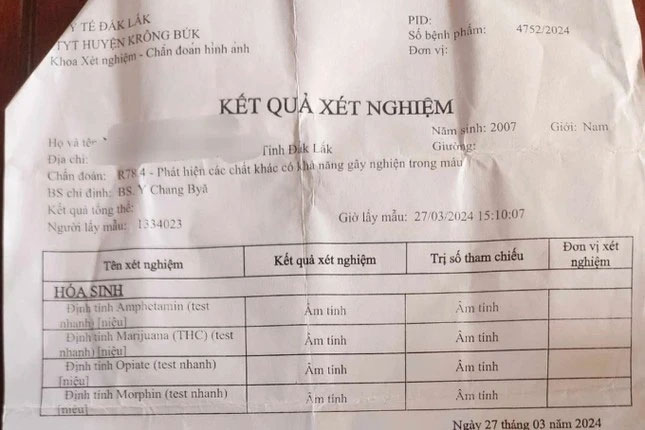 Y TẾ ĐẮK LẮK
TYT HUYỆN KRÔNG BÚK
Khoa Xét nghiệm - Chẩn đoán hình ảnh
PID:
Số bệnh phẩm: 4752/2024
Đơn vị:
KẾT QUẢ XÉT NGHIỆM
Họ và tên
Năm sinh: 2007 Giới: Nam
Địa chỉ: Tỉnh Đắk Lắk
Giường:
Chẩn đoán: R78.4 - Phát hiện các chất khác có khả năng gây nghiện trong máu
BS chỉ định: BS. Y Chang Byă
Kết quả tổng thể:
Người lấy mẫu: 1334023
Giờ lấy mẫu: 27/03/2024 15:10:07
Tên xét nghiệm Kết quả xét nghiệm Trị số tham chiếu Đơn vị xét nghiệm
HÓA SINH
Định tính Amphetamin (test nhanh) [niệu] Âm tính Âm tính
Định tính Marijuana (THC) (test nhanh) [niệu] Âm tính Âm tính
Định tính Opiate (test nhanh) [niệu] Âm tính Âm tính
Định tính Morphin (test nhanh) [niệu] Âm tính Âm tính
Ngày 27 tháng 03 năm 2024